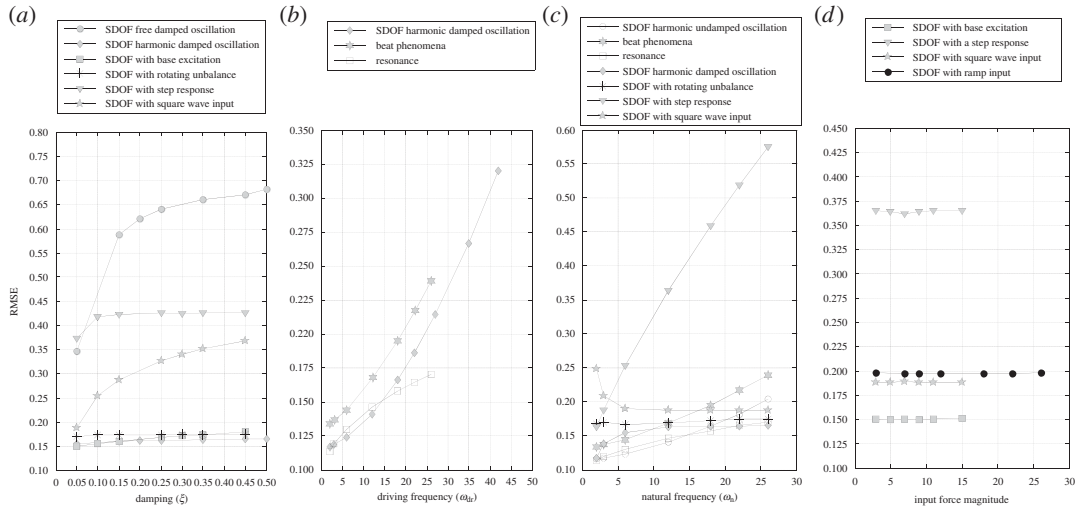 (a)
SDOF free damped oscillation
SDOF harmonic damped oscillation
SDOF with base excitation
SDOF with rotating unbalance
SDOF with step response
SDOF with square wave input
RMSE
0.80
0.75
0.70
0.65
0.60
0.55
0.50
0.45
0.40
0.35
0.30
0.25
0.20
0.15
0.10
0 0.05 0.10 0.15 0.20 0.25 0.30 0.35 0.40 0.45 0.50
damping (ξ)
(b)
SDOF harmonic damped oscillation
beat phenomena
resonance
0.350
0.325
0.300
0.275
0.250
0.225
0.200
0.175
0.150
0.125
0.100
0 5 10 15 20 25 30 35 40 45 50
driving frequency (ωdr)
(c)
SDOF harmonic undamped oscillation
beat phenomena
resonance
SDOF harmonic damped oscillation
SDOF with rotating unbalance
SDOF with step response
SDOF with square wave input
0.60
0.55
0.50
0.45
0.40
0.35
0.30
0.25
0.20
0.15
0.10
0 5 10 15 20 25 30
natural frequency (ωn)
(d)
SDOF with base excitation
SDOF with a step response
SDOF with square wave input
SDOF with ramp input
0.450
0.425
0.400
0.375
0.350
0.325
0.300
0.275
0.250
0.225
0.200
0.175
0.150
0.125
0.100
0 5 10 15 20 25 30
input force magnitude